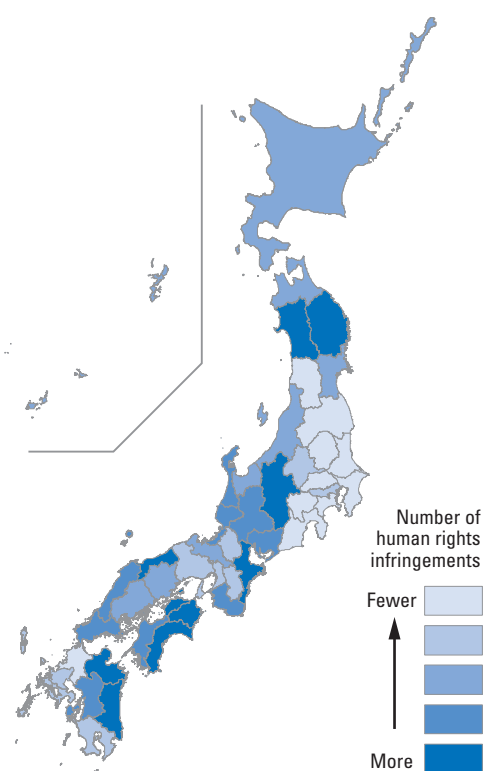 Number of
human rights
infringements
Fewer
More